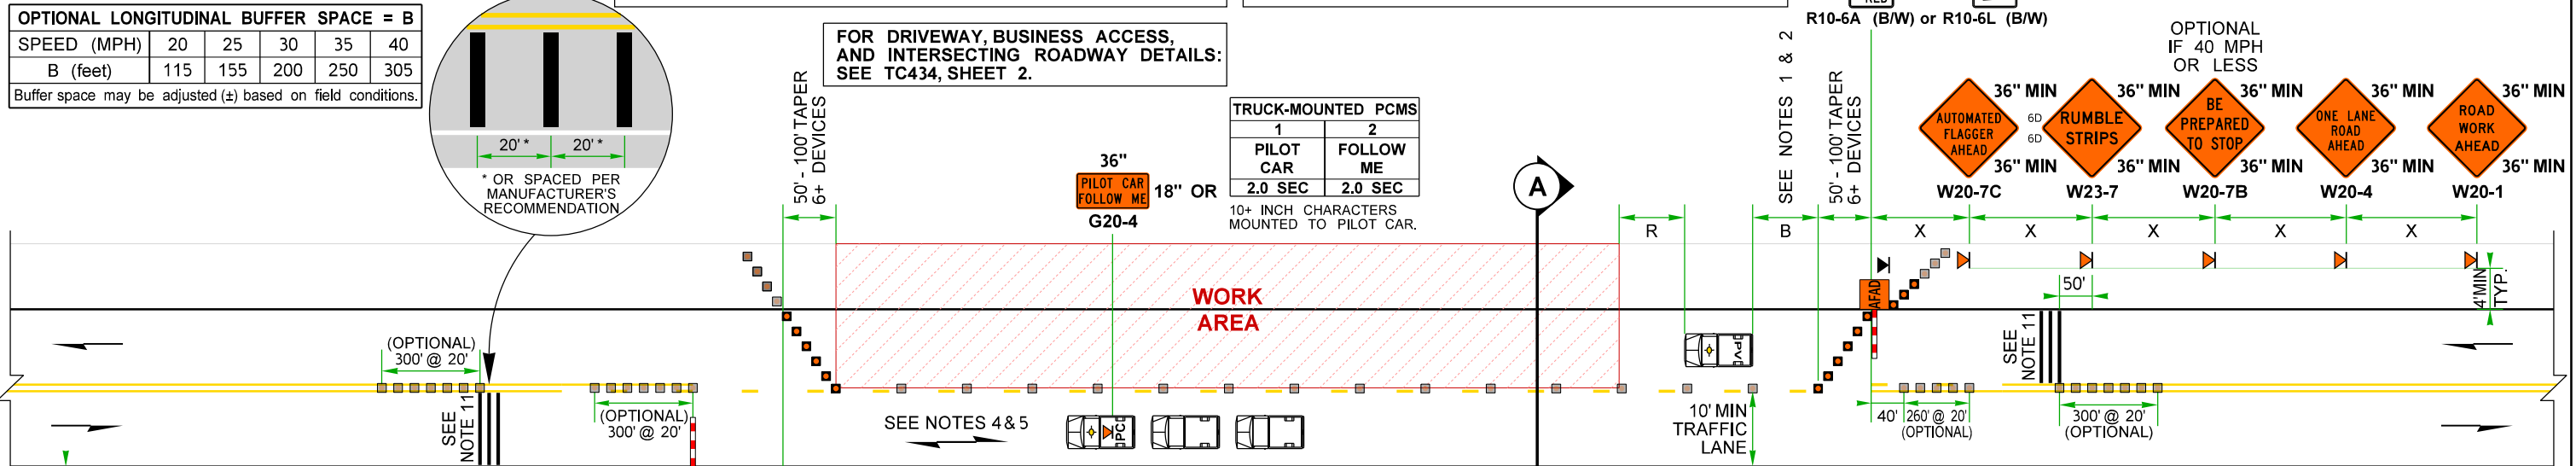 OPTIONAL LONGITUDINAL BUFFER SPACE = B
SPEED (MPH) 20 25 30 35 40
B (feet) 115 155 200 250 305
Buffer space may be adjusted (±) based on field conditions.
20' * 20' *
* OR SPACED PER
MANUFACTURER'S
RECOMMENDATION
FOR DRIVEWAY, BUSINESS ACCESS,
AND INTERSECTING ROADWAY DETAILS:
SEE TC434, SHEET 2.
50' - 100' TAPER
6+ DEVICES
36"
PILOT CAR
FOLLOW ME
18" OR
G20-4
TRUCK-MOUNTED PCMS
1 2
PILOT
CAR
FOLLOW
ME
2.0 SEC 2.0 SEC
10+ INCH CHARACTERS
MOUNTED TO PILOT CAR.
A
SEE NOTES 1 & 2
50' - 100' TAPER
6+ DEVICES
R10-6A (B/W) or R10-6L (B/W)
OPTIONAL
IF 40 MPH
OR LESS
AUTOMATED
FLAGGER
AHEAD
36" MIN
36" MIN
W20-7C
6D
6D
RUMBLE
STRIPS
36" MIN
36" MIN
W23-7
BE
PREPARED
TO STOP
36" MIN
36" MIN
W20-7B
ONE LANE
ROAD
AHEAD
36" MIN
36" MIN
W20-4
ROAD
WORK
AHEAD
36" MIN
36" MIN
W20-1
R B X X X X X
WORK
AREA
AFAD
50'
4'MIN
TYP.
PV
(OPTIONAL)
300' @ 20'
SEE
NOTE 11
(OPTIONAL)
300' @ 20'
SEE NOTES 4 & 5
PC
10' MIN
TRAFFIC
LANE
40'
260' @ 20'
(OPTIONAL)
SEE
NOTE 11
300' @ 20'
(OPTIONAL)